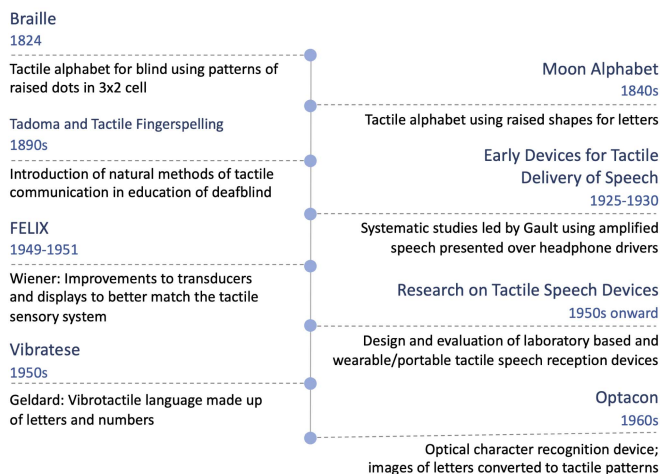 Braille
1824
Tactile alphabet for blind using patterns of
raised dots in 3x2 cell
Moon Alphabet
1840s
Tactile alphabet using raised shapes for letters
Tadoma and Tactile Fingerspelling
1890s
Introduction of natural methods of tactile
communication in education of deafblind
Early Devices for Tactile
Delivery of Speech
1925-1930
Systematic studies led by Gault using amplified
speech presented over headphone drivers
FELIX
1949-1951
Wiener: Improvements to transducers
and displays to better match the tactile
sensory system
Research on Tactile Speech Devices
1950s onward
Design and evaluation of laboratory based and
wearable/portable tactile speech reception devices
Vibratese
1950s
Geldard: Vibrotactile language made up
of letters and numbers
Optacon
1960s
Optical character recognition device;
images of letters converted to tactile patterns